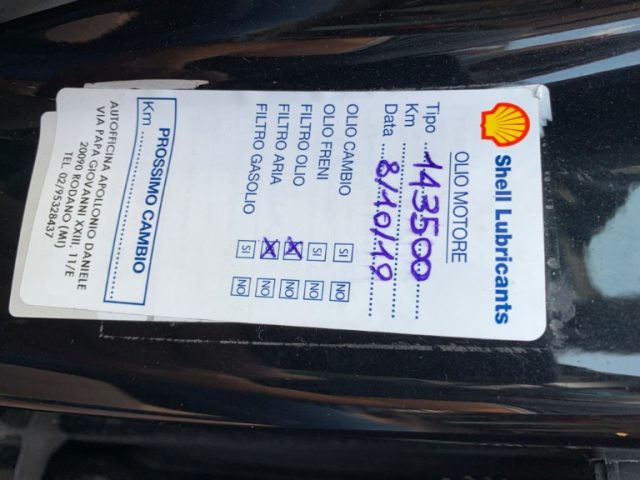 Shell Lubricants
OLIO MOTORE
Tipo ..............
Km 143500
Data ... 8/10/19
OLIO CAMBIO SI NO
OLIO FRENI SI NO
FILTRO OLIO X NO
FILTRO ARIA X NO
FILTRO GASOLIO SI NO
PROSSIMO CAMBIO
Km ..............................
AUTOFFICINA APOLLONIO DANIELE
VIA PAPA GIOVANNI XXIII, 11/E
20090 RODANO (MI)
TEL. 02/95328437